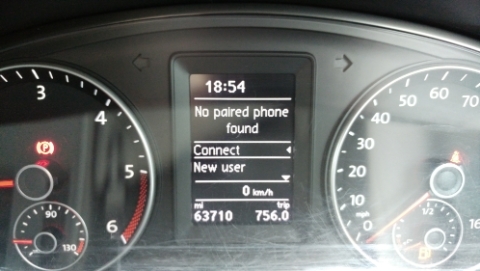 18:54
No paired phone
found
Connect
New user
0 km/h
mi trip
63710 756.0
3
4
5
6
90
130
P
0
10
20
30
40
50
60
70
mph
1/2